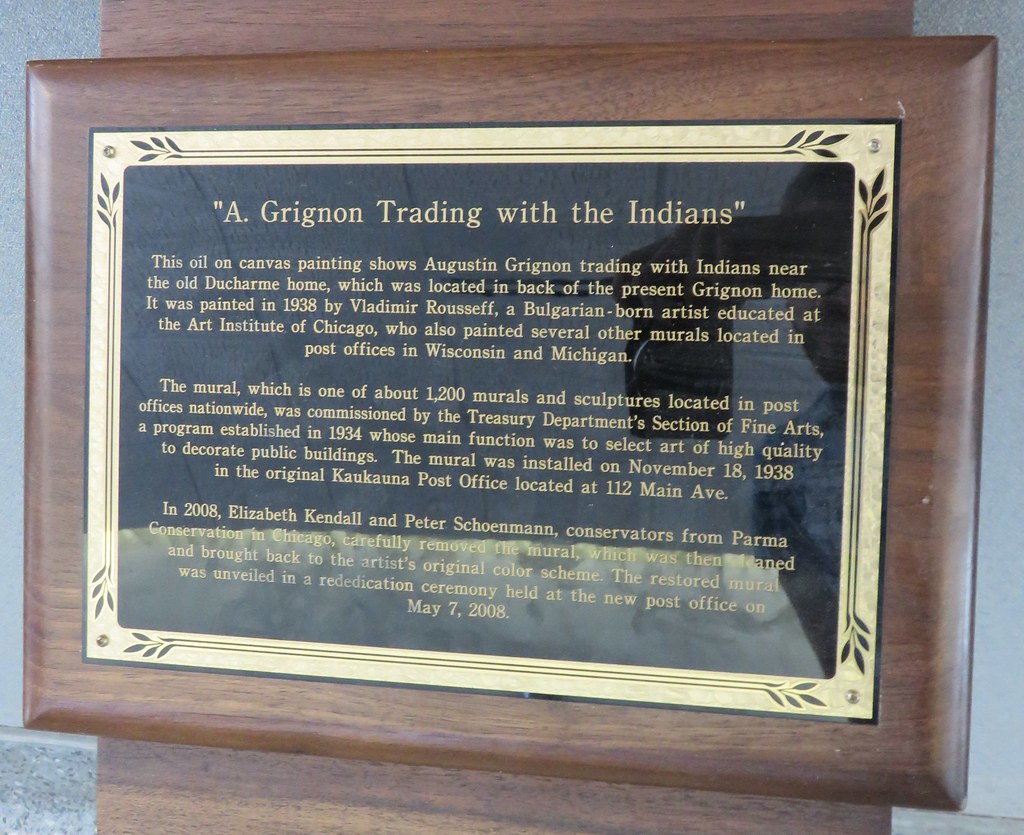 "A. Grignon Trading with the Indians"
This oil on canvas painting shows Augustin Grignon trading with Indians near
the old Ducharme home, which was located in back of the present Grignon home.
It was painted in 1938 by Vladimir Rousseff, a Bulgarian-born artist educated at
the Art Institute of Chicago, who also painted several other murals located in
post offices in Wisconsin and Michigan.
The mural, which is one of about 1,200 murals and sculptures located in post
offices nationwide, was commissioned by the Treasury Department's Section of Fine Arts,
a program established in 1934 whose main function was to select art of high quality
to decorate public buildings. The mural was installed on November 18, 1938
in the original Kaukauna Post Office located at 112 Main Ave.
In 2008, Elizabeth Kendall and Peter Schoenmann, conservators from Parma
Conservation in Chicago, carefully removed the mural, which was then cleaned
and brought back to the artist's original color scheme. The restored mural
was unveiled in a rededication ceremony held at the new post office on
May 7, 2008.